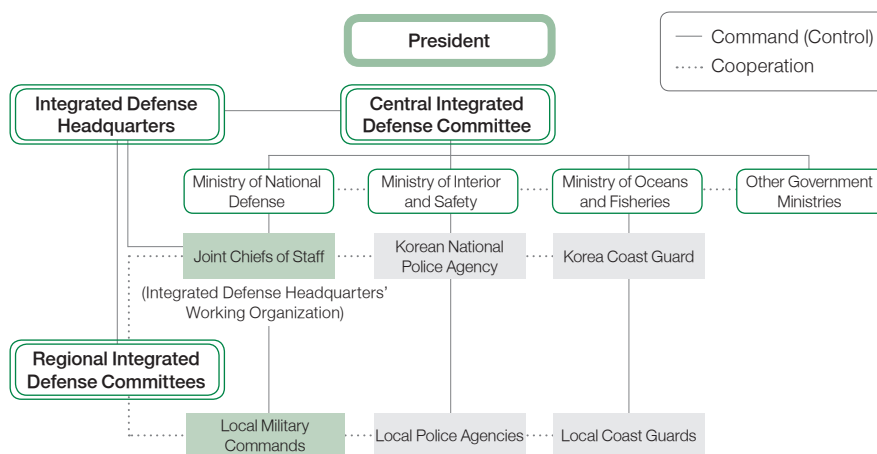 President
Command (Control)
Cooperation
Integrated Defense
Headquarters
Central Integrated
Defense Committee
Ministry of National
Defense
Ministry of Interior
and Safety
Ministry of Oceans
and Fisheries
Other Government
Ministries
Joint Chiefs of Staff
Korean National
Police Agency
Korea Coast Guard
(Integrated Defense Headquarters’
Working Organization)
Regional Integrated
Defense Committees
Local Military
Commands
Local Police Agencies
Local Coast Guards